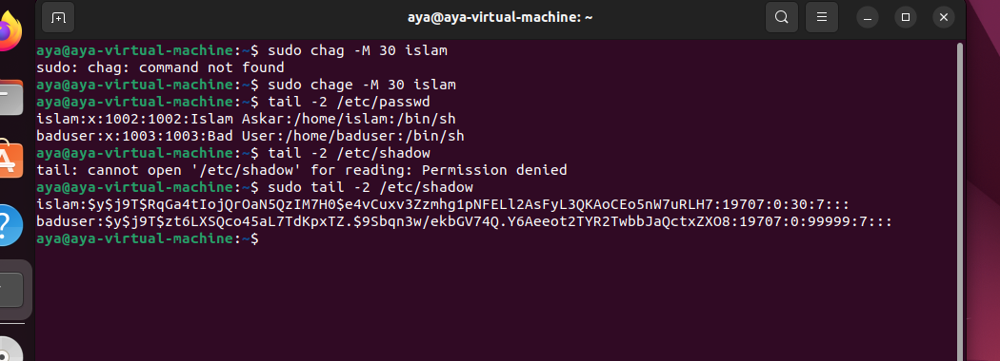 aya@aya-virtual-machine: ~
aya@aya-virtual-machine:~$ sudo chag -M 30 islam
sudo: chag: command not found
aya@aya-virtual-machine:~$ sudo chage -M 30 islam
aya@aya-virtual-machine:~$ tail -2 /etc/passwd
islam:x:1002:1002:Islam Askar:/home/islam:/bin/sh
baduser:x:1003:1003:Bad User:/home/baduser:/bin/sh
aya@aya-virtual-machine:~$ tail -2 /etc/shadow
tail: cannot open '/etc/shadow' for reading: Permission denied
aya@aya-virtual-machine:~$ sudo tail -2 /etc/shadow
islam:$y$j9T$RqGa4tIojQrOaN5QzIM7H0$e4vCuxv3Zzmhg1pNFELl2AsFyL3QKAoCEo5nW7uRLH7:19707:0:30:7:::
baduser:$y$j9T$zt6LXSQco45aL7TdKpxTZ.$9Sbqn3w/ekbGV74Q.Y6Aeeot2TYR2TwbbJaQctxZXO8:19707:0:99999:7:::
aya@aya-virtual-machine:~$